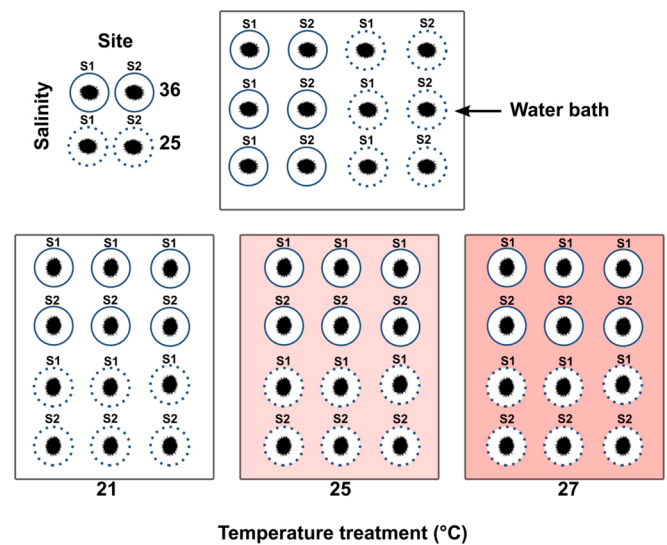 Site
S1 S2
Salinity
36
S1 S2
25
S1 S2 S1 S2
S1 S2 S1 S2
Water bath
S1 S2 S1 S2
S1 S1 S1
S2 S2 S2
S1 S1 S1
S2 S2 S2
21
S1 S1 S1
S2 S2 S2
S1 S1 S1
S2 S2 S2
25
S1 S1 S1
S2 S2 S2
S1 S1 S1
S2 S2 S2
27
Temperature treatment (°C)